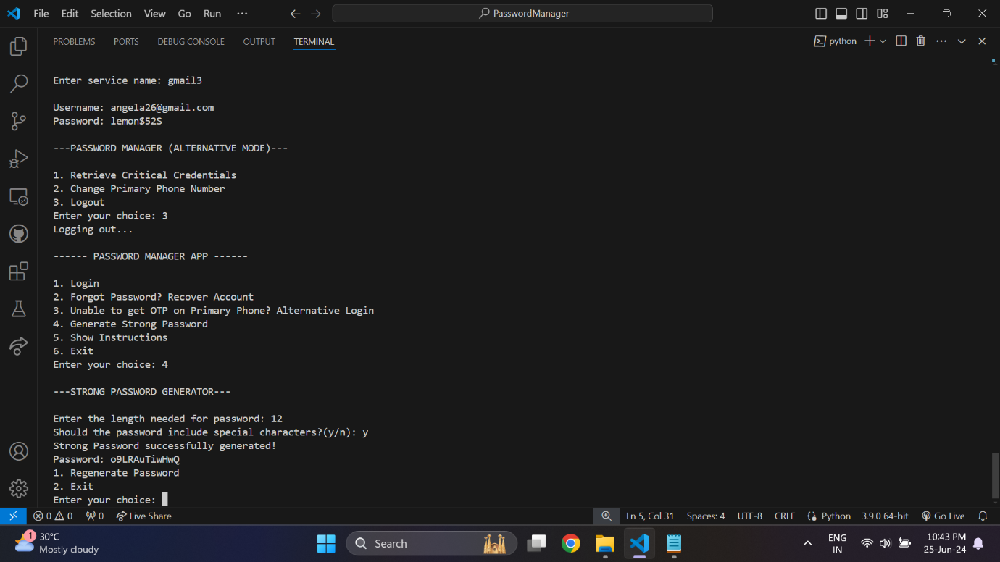 File Edit Selection View Go Run ··· PasswordManager
PROBLEMS PORTS DEBUG CONSOLE OUTPUT TERMINAL python
Enter service name: gmail3
Username: angela26@gmail.com
Password: lemon$52S
---PASSWORD MANAGER (ALTERNATIVE MODE)---
1. Retrieve Critical Credentials
2. Change Primary Phone Number
3. Logout
Enter your choice: 3
Logging out...
------ PASSWORD MANAGER APP ------
1. Login
2. Forgot Password? Recover Account
3. Unable to get OTP on Primary Phone? Alternative Login
4. Generate Strong Password
5. Show Instructions
6. Exit
Enter your choice: 4
---STRONG PASSWORD GENERATOR---
Enter the length needed for password: 12
Should the password include special characters?(y/n): y
Strong Password successfully generated!
Password: o9LRAuTiwHwQ
1. Regenerate Password
2. Exit
Enter your choice:
0 0 0 Live Share Ln 5, Col 31 Spaces: 4 UTF-8 CRLF Python 3.9.0 64-bit Go Live
1 30°C Search ENG 10:43 PM
Mostly cloudy IN 25-Jun-24